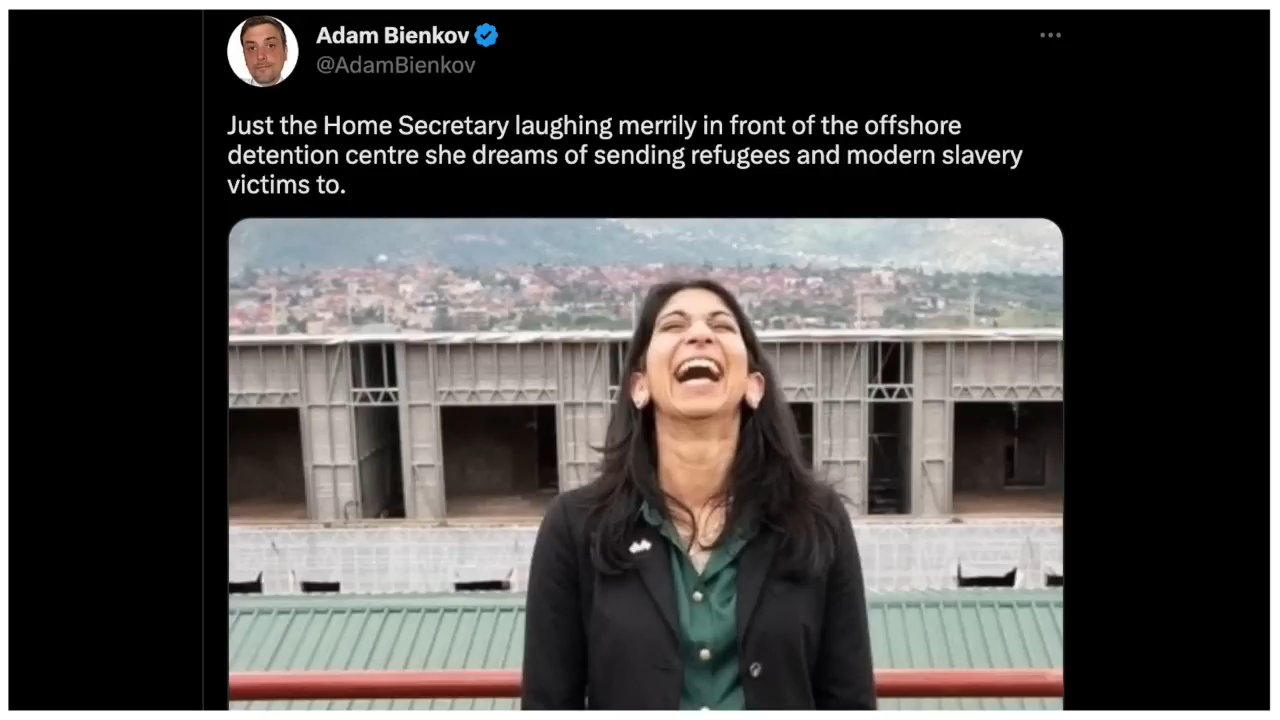 Adam Bienkov
@AdamBienkov
Just the Home Secretary laughing merrily in front of the offshore
detention centre she dreams of sending refugees and modern slavery
victims to.